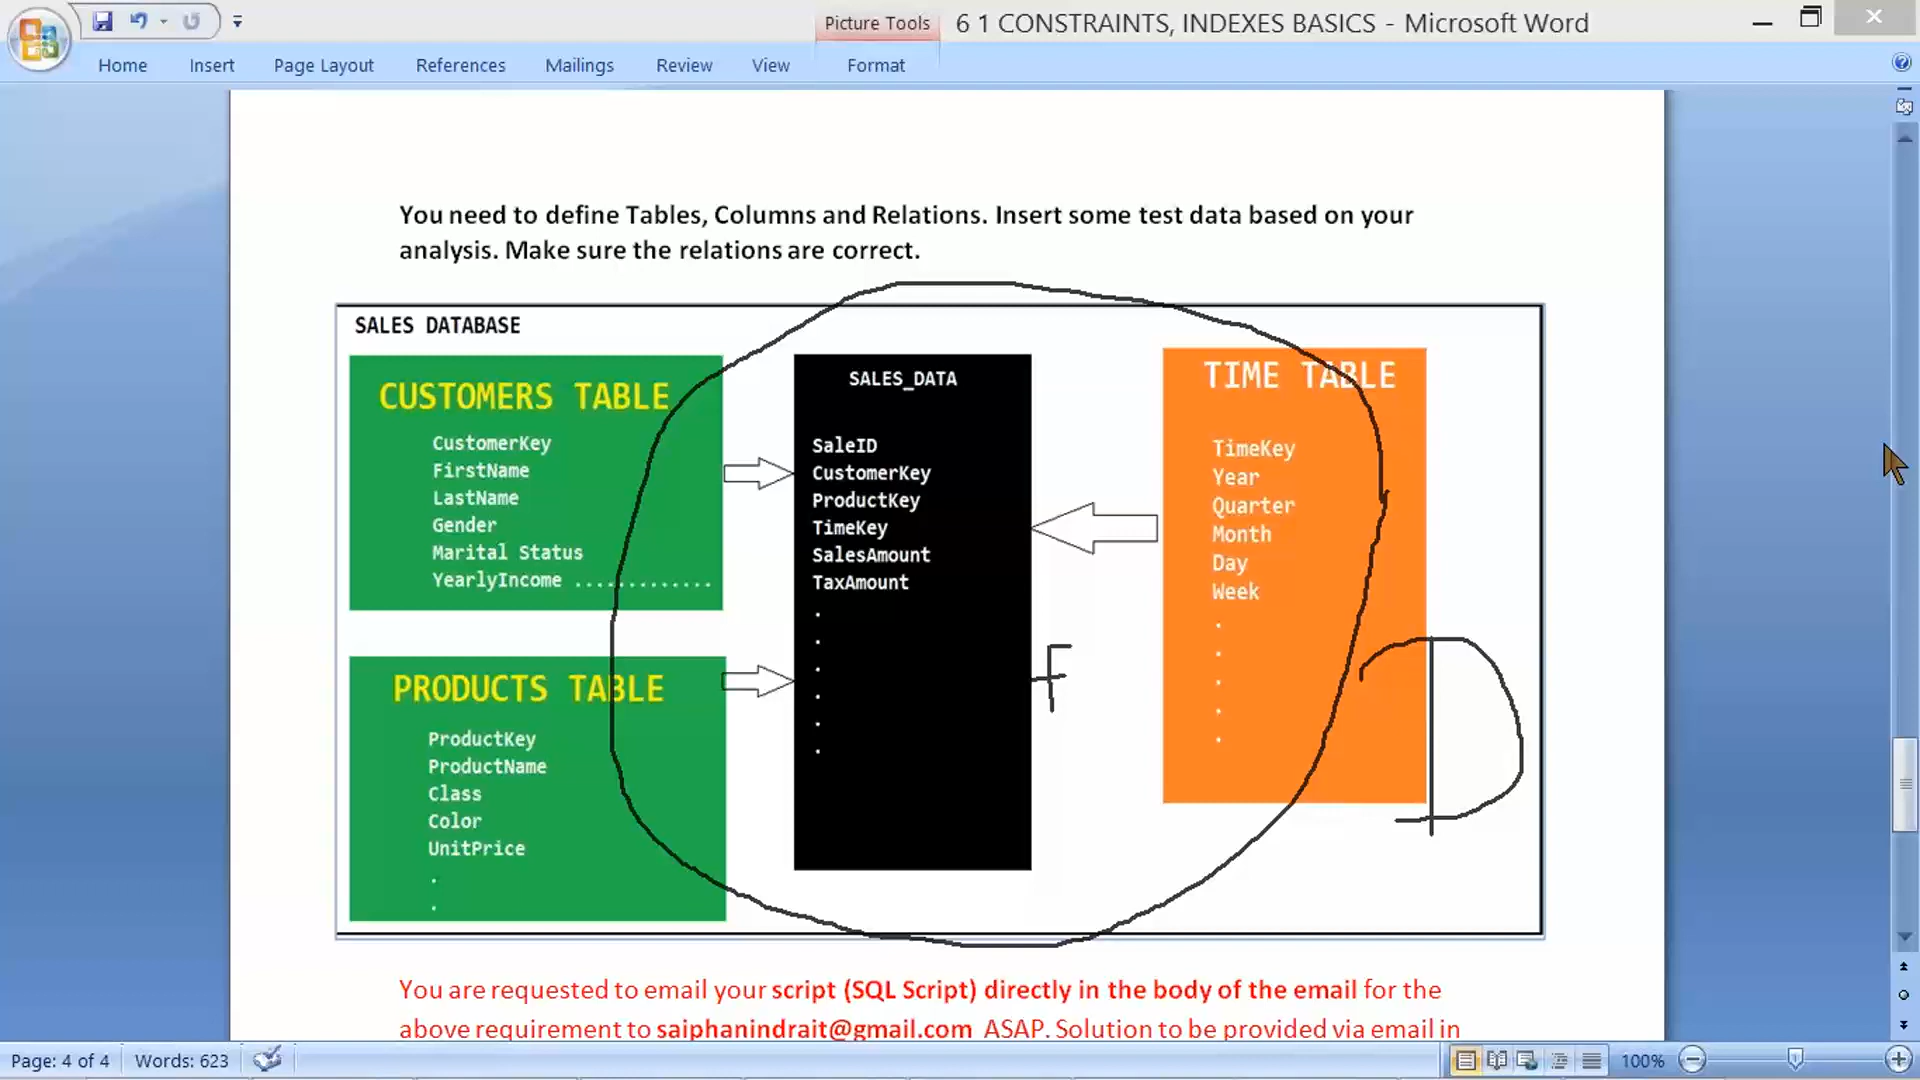 Picture Tools
6 1 CONSTRAINTS, INDEXES BASICS - Microsoft Word
Home Insert Page Layout References Mailings Review View Format
You need to define Tables, Columns and Relations. Insert some test data based on your
analysis. Make sure the relations are correct.
SALES DATABASE
CUSTOMERS TABLE
CustomerKey
FirstName
LastName
Gender
Marital Status
YearlyIncome .............
PRODUCTS TABLE
ProductKey
ProductName
Class
Color
UnitPrice
.
.
SALES_DATA
SaleID
CustomerKey
ProductKey
TimeKey
SalesAmount
TaxAmount
.
.
.
.
.
.
F
TIME TABLE
TimeKey
Year
Quarter
Month
Day
Week
.
.
.
.
.
D
You are requested to email your script (SQL Script) directly in the body of the email for the
above requirement to saiphanindrait@gmail.com ASAP. Solution to be provided via email in
Page: 4 of 4 Words: 623 100%